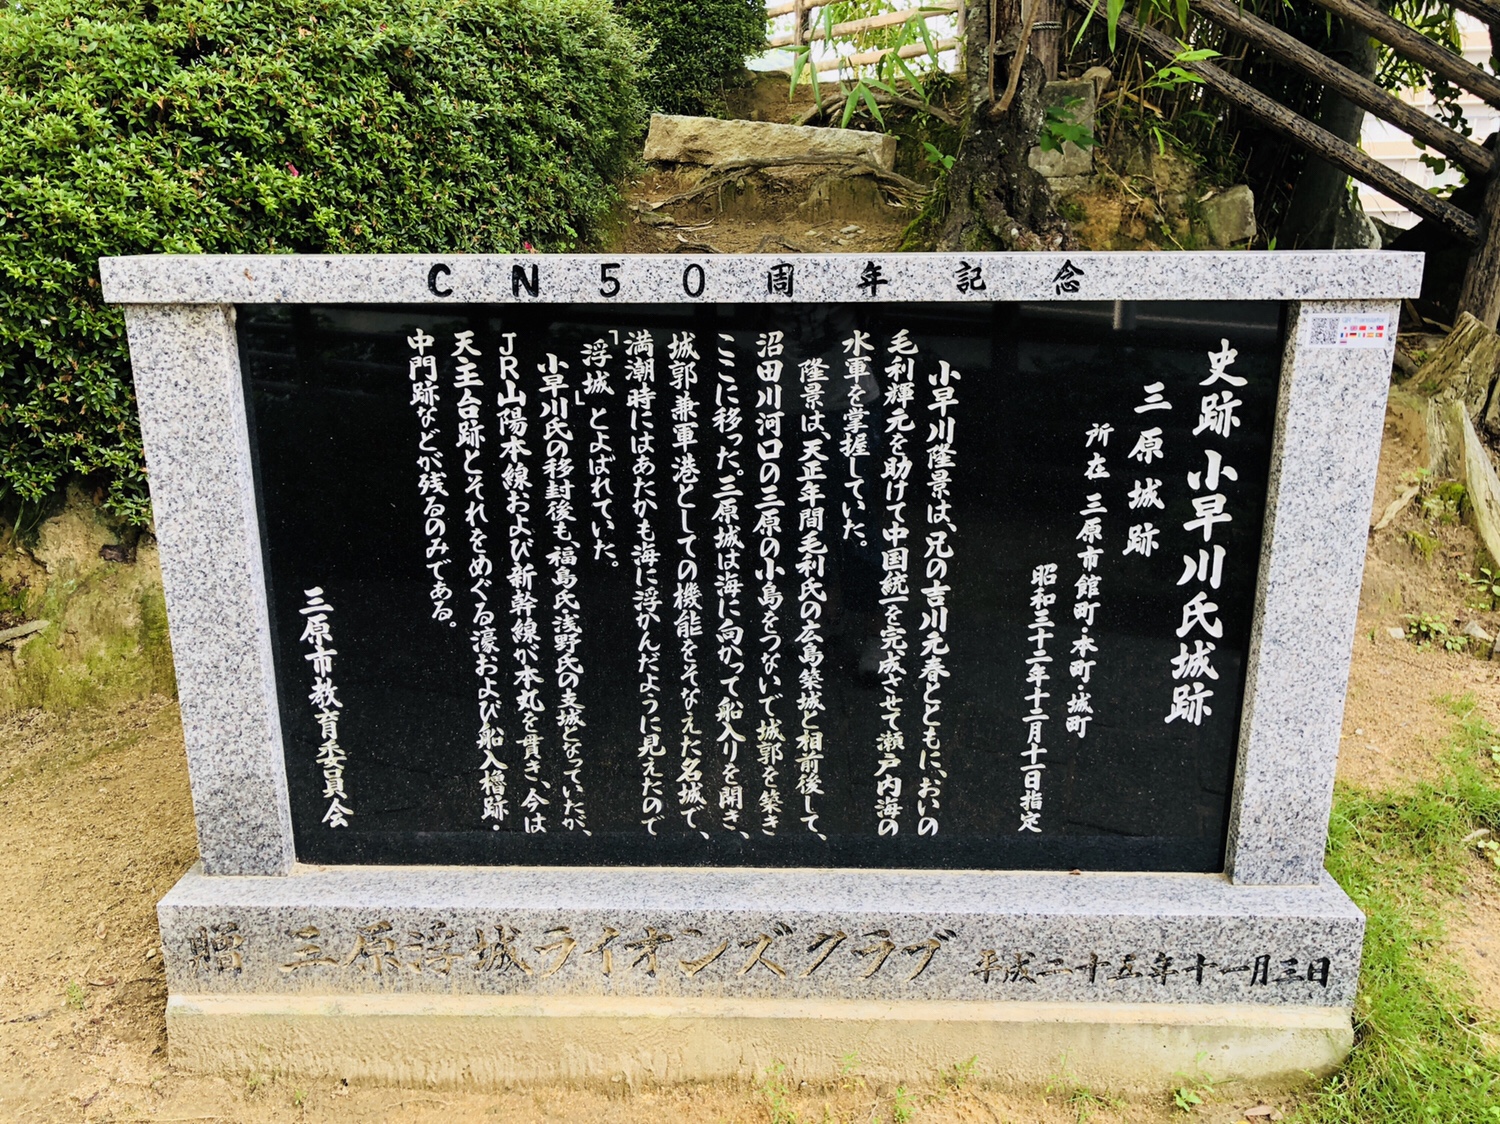 CN50周年記念
史跡 小早川氏城跡
三原城跡
所在 三原市館町・本町・城町
昭和三十二年十二月十一日指定
小早川隆景は、兄の吉川元春とともに、おいの
毛利輝元を助けて中国統一を完成させて瀬戸内海の
水軍を掌握していた。
隆景は、天正年間毛利氏の広島築城と相前後して、
沼田川河口の三原の小島をつないで城郭を築き
ここに移った。三原城は海に向かって船入りを開き、
城郭兼軍港としての機能をそなえた名城で、
満潮時にはあたかも海に浮かんだように見えたので
「浮城」とよばれていた。
小早川氏の移封後も、福島氏浅野氏の支城となっていたが、
JR山陽本線および新幹線が本丸を貫き、今は
天主台跡とそれをめぐる濠および船入櫓跡・
中門跡などが残るのみである。
三原市教育委員会
贈 三原浮城ライオンズクラブ 平成二十五年十一月三日
QR Translator